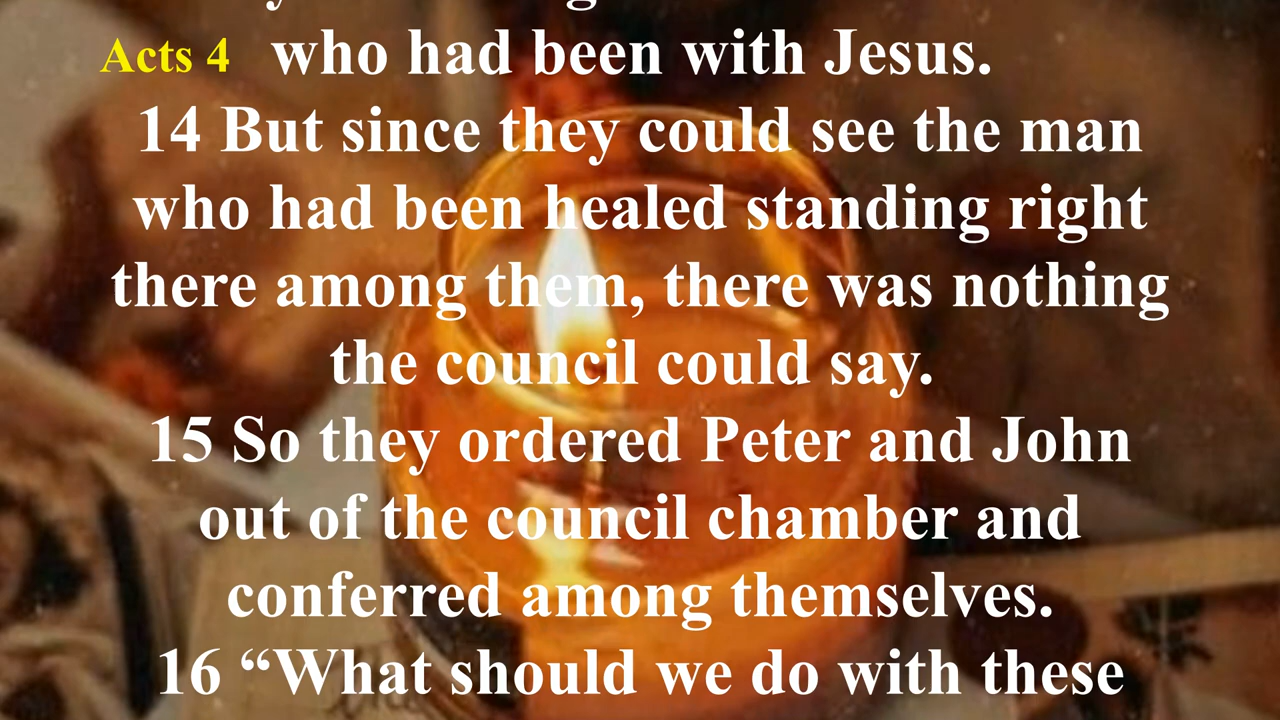 Acts 4 who had been with Jesus.
14 But since they could see the man
who had been healed standing right
there among them, there was nothing
the council could say.
15 So they ordered Peter and John
out of the council chamber and
conferred among themselves.
16 “What should we do with these